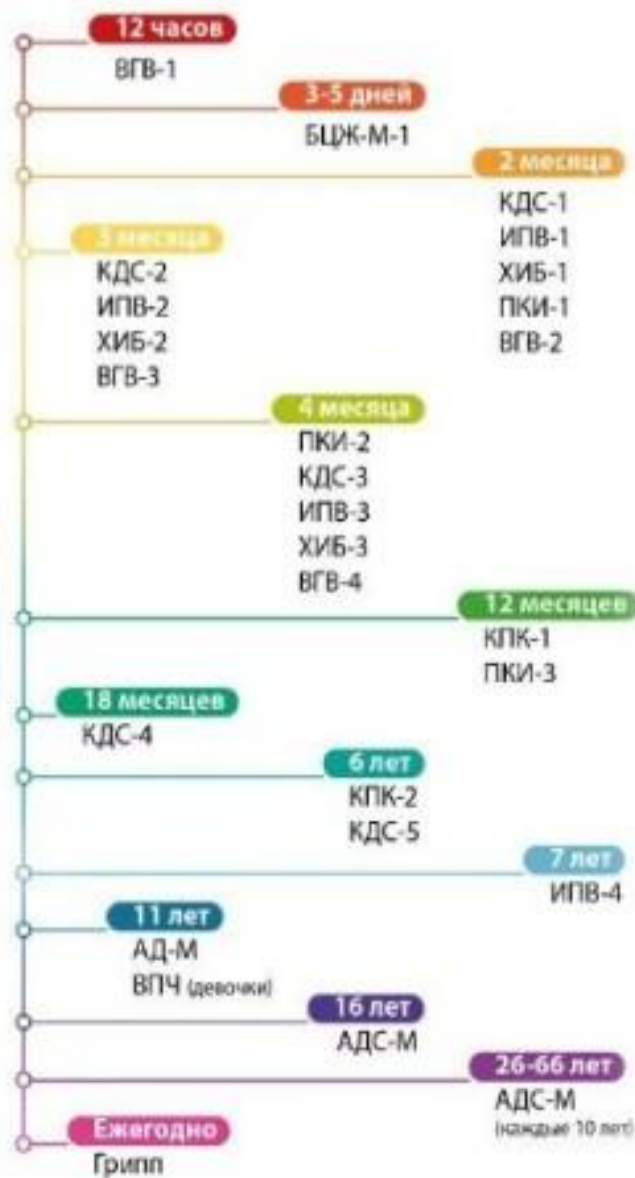 12 часов
ВГВ-1
3-5 дней
БЦЖ-М-1
2 месяца
КДС-1
ИПВ-1
ХИБ-1
ПКИ-1
ВГВ-2
3 месяца
КДС-2
ИПВ-2
ХИБ-2
ВГВ-3
4 месяца
ПКИ-2
КДС-3
ИПВ-3
ХИБ-3
ВГВ-4
12 месяцев
КПК-1
ПКИ-3
18 месяцев
КДС-4
6 лет
КПК-2
КДС-5
7 лет
ИПВ-4
11 лет
АД-М
ВПЧ (девочки)
16 лет
АДС-М
26-66 лет
АДС-М
(каждые 10 лет)
Ежегодно
Грипп